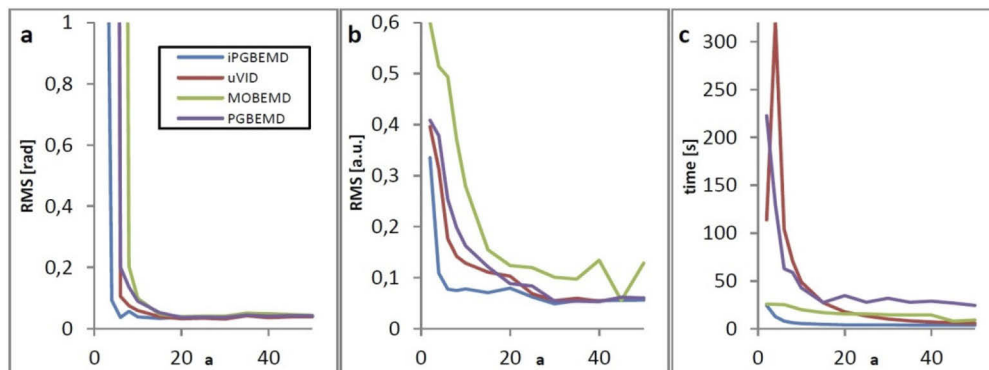 a
1
0,8
0,6
0,4
0,2
0
RMS [rad]
iPGBEMD
uVID
MOBEMD
PGBEMD
0 20 a 40
b
0,6
0,5
0,4
0,3
0,2
0,1
0
RMS [a.u.]
0 20 a 40
c
300
250
200
150
100
50
0
time [s]
0 20 a 40